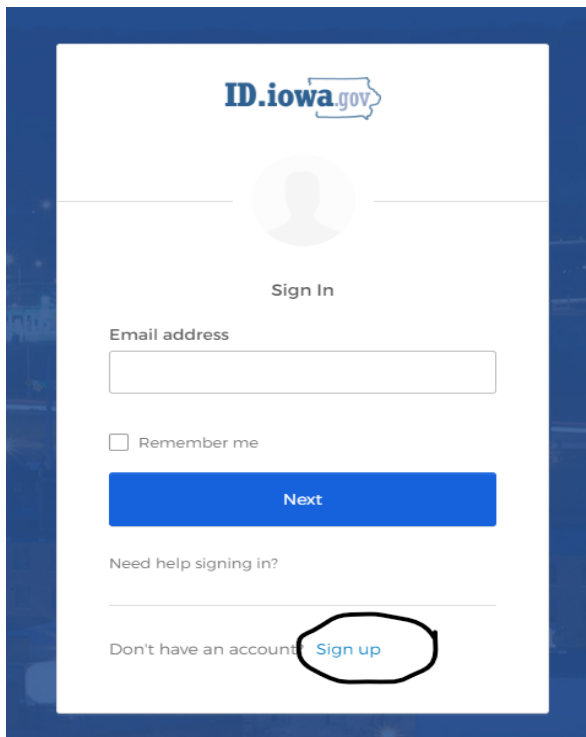 ID.iowa.gov
Sign In
Email address
Remember me
Next
Need help signing in?
Don't have an account? Sign up